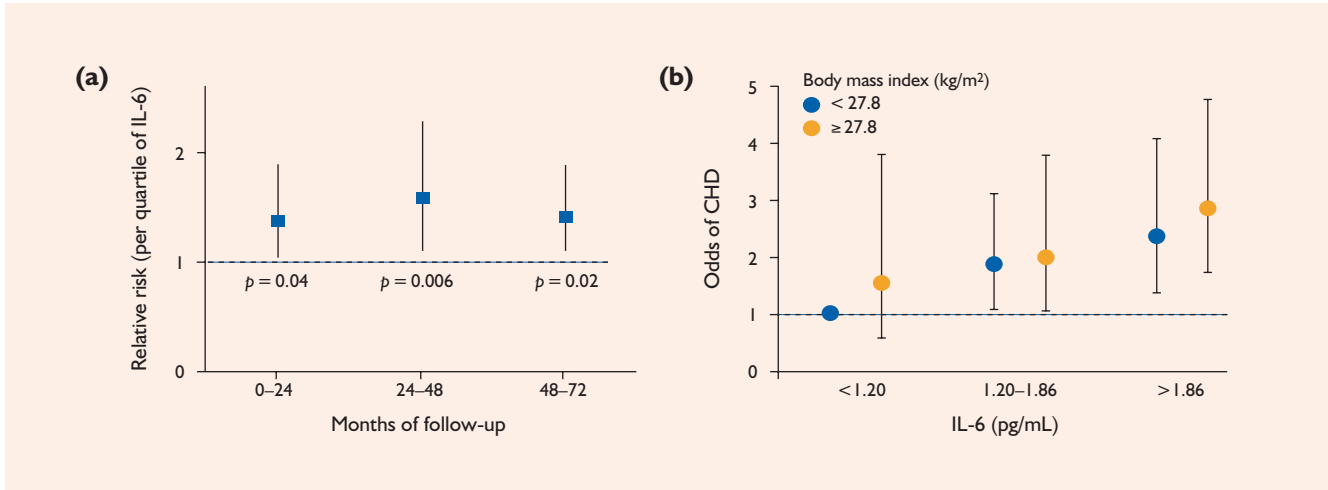 (a)
Relative risk (per quartile of IL-6)
2
1
0
p = 0.04
p = 0.006
p = 0.02
0–24
24–48
48–72
Months of follow-up
(b)
Body mass index (kg/m²)
< 27.8
≥ 27.8
Odds of CHD
5
4
3
2
1
0
<1.20
1.20–1.86
>1.86
IL-6 (pg/mL)